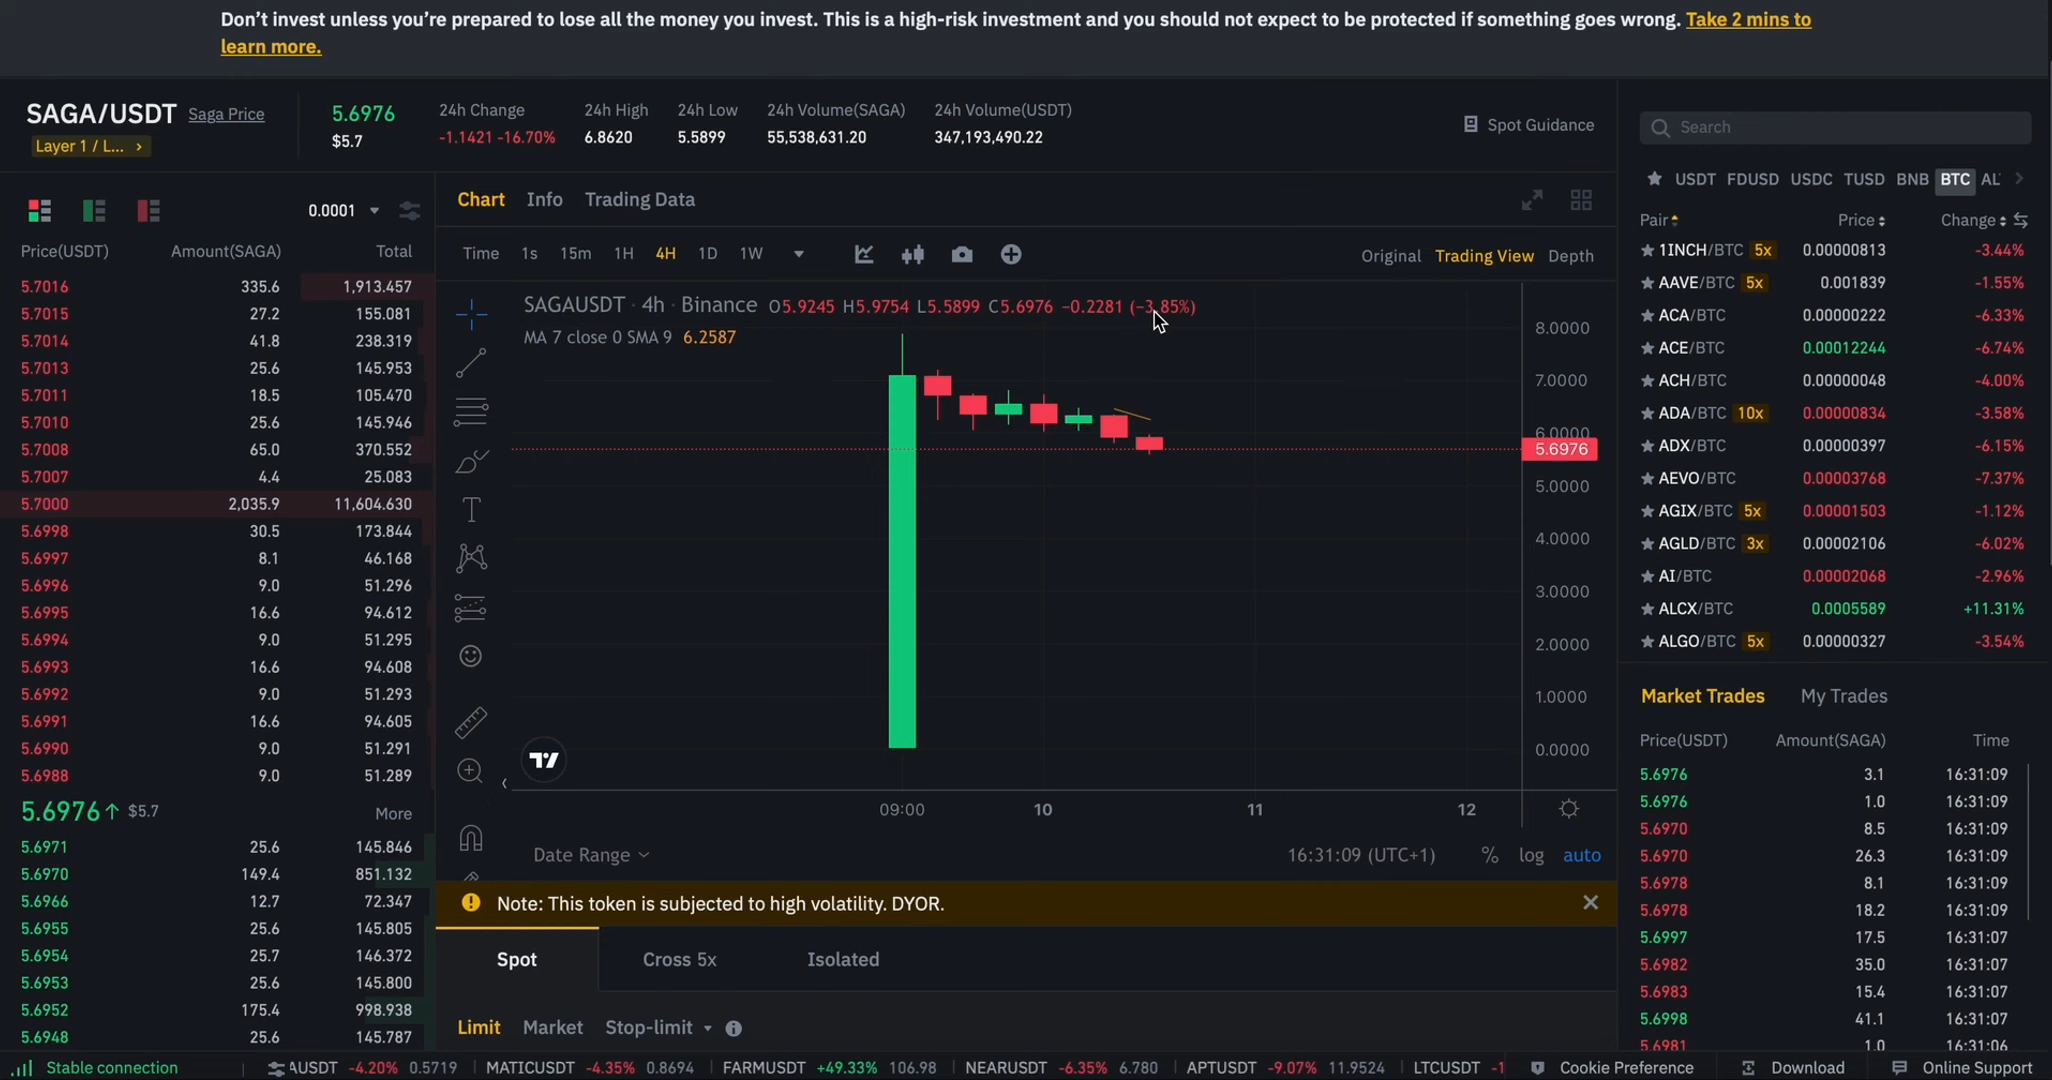 Don't invest unless you're prepared to lose all the money you invest. This is a high-risk investment and you should not expect to be protected if something goes wrong. Take 2 mins to
learn more.
SAGA/USDT Saga Price
Layer 1 / L... ›
5.6976
$5.7
24h Change
-1.1421 -16.70%
24h High
6.8620
24h Low
5.5899
24h Volume(SAGA)
55,538,631.20
24h Volume(USDT)
347,193,490.22
Spot Guidance
0.0001
Price(USDT) Amount(SAGA) Total
5.7016 335.6 1,913.457
5.7015 27.2 155.081
5.7014 41.8 238.319
5.7013 25.6 145.953
5.7011 18.5 105.470
5.7010 25.6 145.946
5.7008 65.0 370.552
5.7007 4.4 25.083
5.7000 2,035.9 11,604.630
5.6998 30.5 173.844
5.6997 8.1 46.168
5.6996 9.0 51.296
5.6995 16.6 94.612
5.6994 9.0 51.295
5.6993 16.6 94.608
5.6992 9.0 51.293
5.6991 16.6 94.605
5.6990 9.0 51.291
5.6988 9.0 51.289
5.6976↑ $5.7 More
5.6971 25.6 145.846
5.6970 149.4 851.132
5.6966 12.7 72.347
5.6955 25.6 145.805
5.6954 25.7 146.372
5.6953 25.6 145.800
5.6952 175.4 998.938
5.6948 25.6 145.787
Chart Info Trading Data
Time 1s 15m 1H 4H 1D 1W
Original Trading View Depth
SAGAUSDT · 4h · Binance O5.9245 H5.9754 L5.5899 C5.6976 −0.2281 (−3.85%)
MA 7 close 0 SMA 9 6.2587
8.0000
7.0000
6.0000
5.6976
5.0000
4.0000
3.0000
2.0000
1.0000
0.0000
09:00 10 11 12
Date Range 16:31:09 (UTC+1) % log auto
Note: This token is subjected to high volatility. DYOR.
Spot Cross 5x Isolated
Limit Market Stop-limit
Search
USDT FDUSD USDC TUSD BNB BTC AL
Pair Price Change
1INCH/BTC 5x 0.00000813 -3.44%
AAVE/BTC 5x 0.001839 -1.55%
ACA/BTC 0.00000222 -6.33%
ACE/BTC 0.00012244 -6.74%
ACH/BTC 0.00000048 -4.00%
ADA/BTC 10x 0.00000834 -3.58%
ADX/BTC 0.00000397 -6.15%
AEVO/BTC 0.00003768 -7.37%
AGIX/BTC 5x 0.00001503 -1.12%
AGLD/BTC 3x 0.00002106 -6.02%
AI/BTC 0.00002068 -2.96%
ALCX/BTC 0.0005589 +11.31%
ALGO/BTC 5x 0.00000327 -3.54%
Market Trades My Trades
Price(USDT) Amount(SAGA) Time
5.6976 3.1 16:31:09
5.6976 1.0 16:31:09
5.6970 8.5 16:31:09
5.6970 26.3 16:31:09
5.6978 8.1 16:31:09
5.6978 18.2 16:31:09
5.6997 17.5 16:31:07
5.6982 35.0 16:31:07
5.6983 15.4 16:31:07
5.6998 41.1 16:31:07
5.6981 1.0 16:31:06
Stable connection AUSDT -4.20% 0.5719 MATICUSDT -4.35% 0.8694 FARMUSDT +49.33% 106.98 NEARUSDT -6.35% 6.780 APTUSDT -9.07% 11.9524 LTCUSDT -1 Cookie Preference Download Online Support